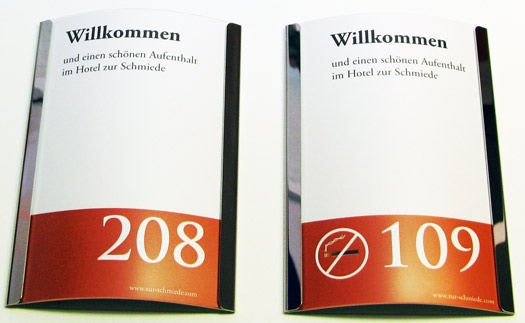 Willkommen
und einen schönen Aufenthalt
im Hotel zur Schmiede
208
www.zur-schmiede.com
Willkommen
und einen schönen Aufenthalt
im Hotel zur Schmiede
109
www.zur-schmiede.com